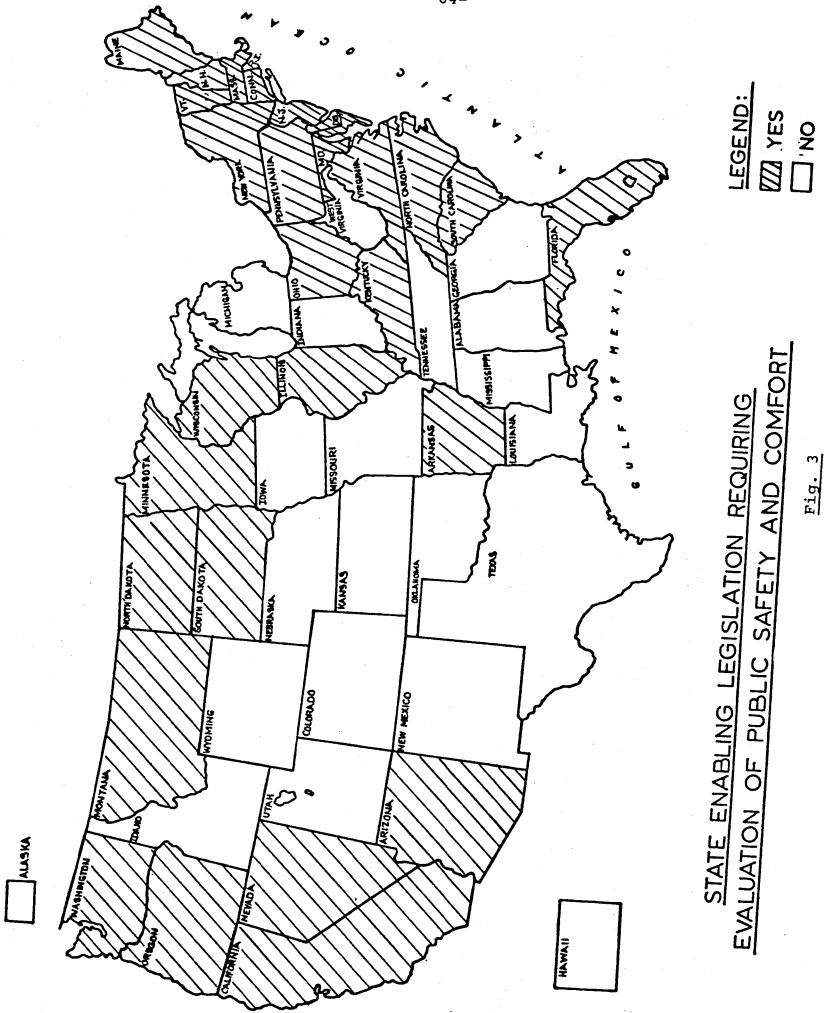 64-
ALASKA
WASHINGTON
OREGON
CALIFORNIA
NEVADA
IDAHO
MONTANA
WYOMING
UTAH
ARIZONA
COLORADO
NEW MEXICO
NORTH DAKOTA
SOUTH DAKOTA
NEBRASKA
KANSAS
OKLAHOMA
TEXAS
MINNESOTA
IOWA
MISSOURI
ARKANSAS
LOUISIANA
WISCONSIN
ILLINOIS
MICHIGAN
INDIANA
OHIO
KENTUCKY
TENNESSEE
MISSISSIPPI
ALABAMA
GEORGIA
FLORIDA
SOUTH CAROLINA
NORTH CAROLINA
VIRGINIA
WEST VIRGINIA
MD.
PENNSYLVANIA
N.J.
NEW YORK
CONN.
MASS.
VT.
N.H.
MAINE
HAWAII
ATLANTIC OCEAN
GULF OF MEXICO
LEGEND:
YES
NO
STATE ENABLING LEGISLATION REQUIRING
EVALUATION OF PUBLIC SAFETY AND COMFORT
Fig. 3